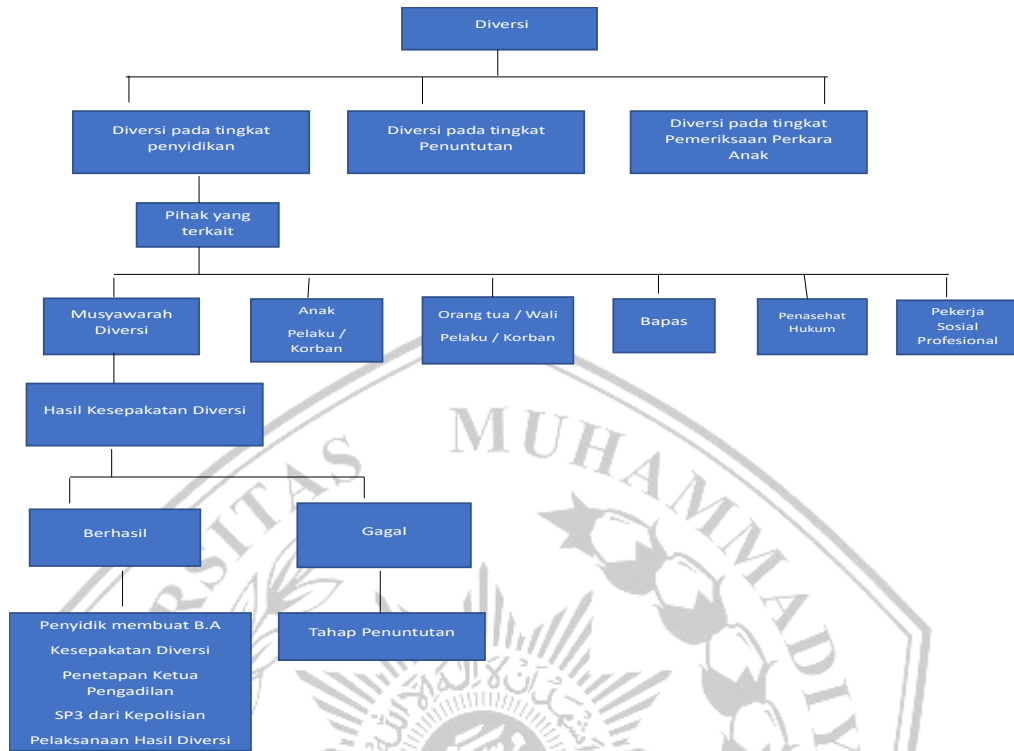 Diversi
Diversi pada tingkat
penyidikan
Diversi pada tingkat
Penuntutan
Diversi pada tingkat
Pemeriksaan Perkara
Anak
Pihak yang
terkait
Musyawarah
Diversi
Anak
Pelaku /
Korban
Orang tua / Wali
Pelaku / Korban
Bapas
Penasehat
Hukum
Pekerja
Sosial
Profesional
Hasil Kesepakatan Diversi
Berhasil
Gagal
Penyidik membuat B.A
Kesepakatan Diversi
Penetapan Ketua
Pengadilan
SP3 dari Kepolisian
Pelaksanaan Hasil Diversi
Tahap Penuntutan
ERSITAS MUHAMMADIY